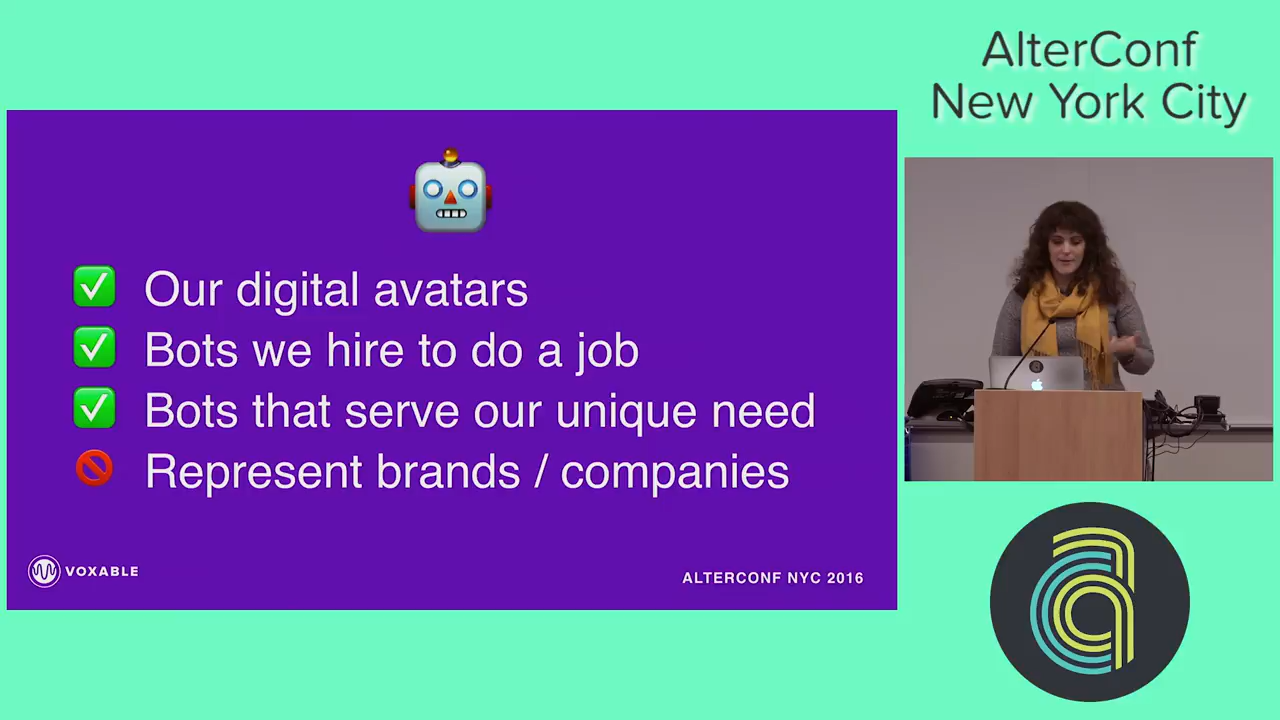 AlterConf
New York City
Our digital avatars
Bots we hire to do a job
Bots that serve our unique need
Represent brands / companies
VOXABLE
ALTERCONF NYC 2016